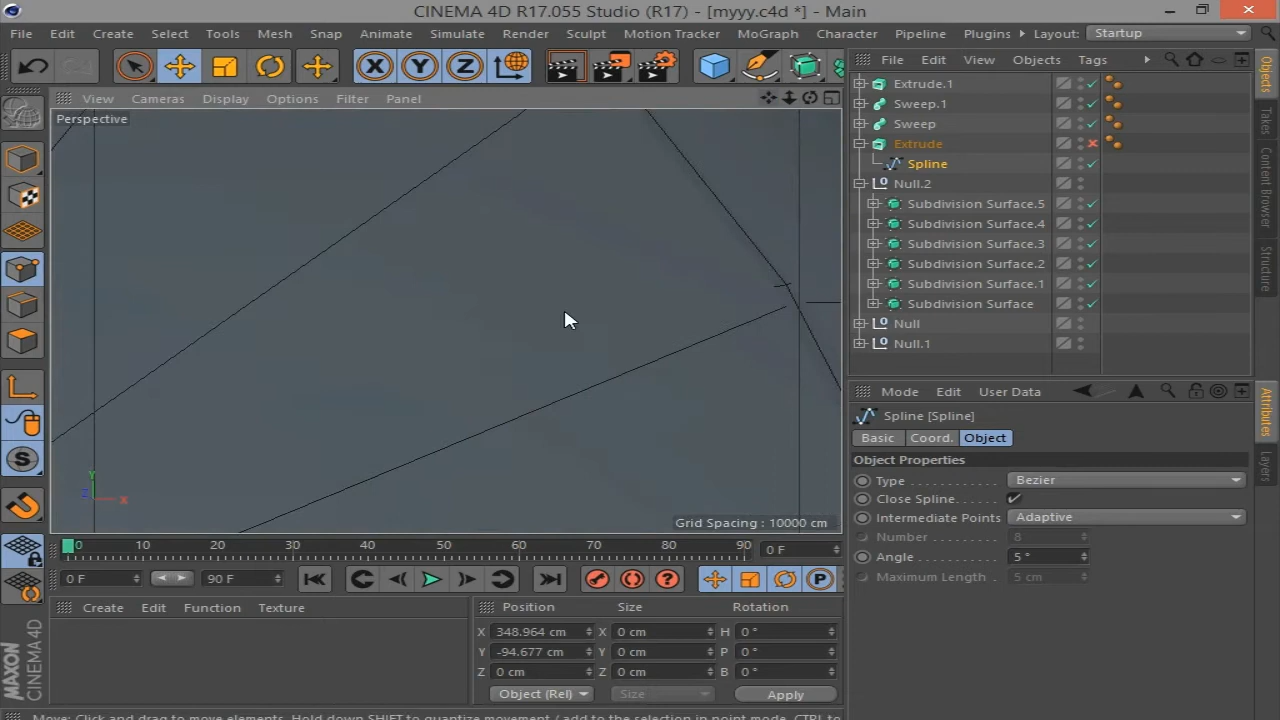 CINEMA 4D R17.055 Studio (R17) - [myyy.c4d *] - Main
File Edit Create Select Tools Mesh Snap Animate Simulate Render Sculpt Motion Tracker MoGraph Character Pipeline Plugins Layout: Startup
File Edit View Objects Tags
View Cameras Display Options Filter Panel
Perspective
Extrude.1
Sweep.1
Sweep
Extrude
Spline
Null.2
Subdivision Surface.5
Subdivision Surface.4
Subdivision Surface.3
Subdivision Surface.2
Subdivision Surface.1
Subdivision Surface
Null
Null.1
Objects
Takes
Content Browser
Structure
Mode Edit User Data
Spline [Spline]
Basic Coord. Object
Object Properties
Type . . . . . . . . . . . Bezier
Close Spline. . . . . .
Intermediate Points Adaptive
Number . . . . . . . . . 8
Angle . . . . . . . . . . . 5 °
Maximum Length . 5 cm
Attributes
Layers
Y
Z X
Grid Spacing : 10000 cm
0 10 20 30 40 50 60 70 80 90 0 F
0 F 90 F
Create Edit Function Texture
Position Size Rotation
X 348.964 cm X 0 cm H 0 °
Y -94.677 cm Y 0 cm P 0 °
Z 0 cm Z 0 cm B 0 °
Object (Rel) Size Apply
MAXON
CINEMA 4D
Move: Click and drag to move elements. Hold down SHIFT to quantize movement / add to the selection in point mode, CTRL to